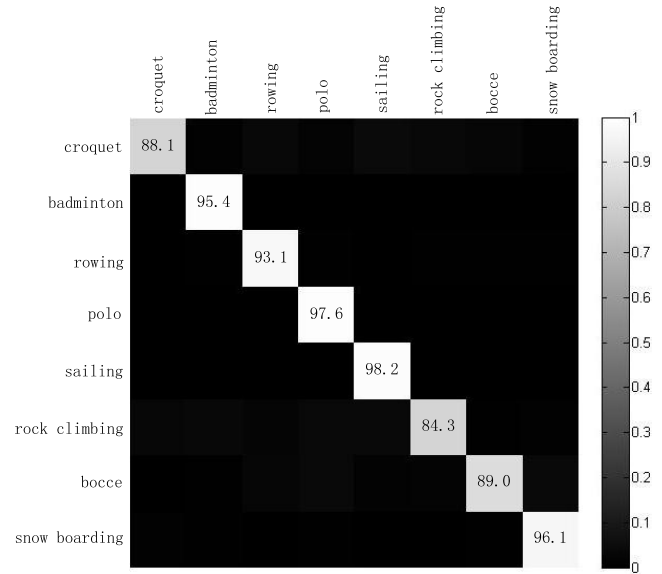 croquet
badminton
rowing
polo
sailing
rock climbing
bocce
snow boarding
croquet 88.1
badminton 95.4
rowing 93.1
polo 97.6
sailing 98.2
rock climbing 84.3
bocce 89.0
snow boarding 96.1
1
0.9
0.8
0.7
0.6
0.5
0.4
0.3
0.2
0.1
0